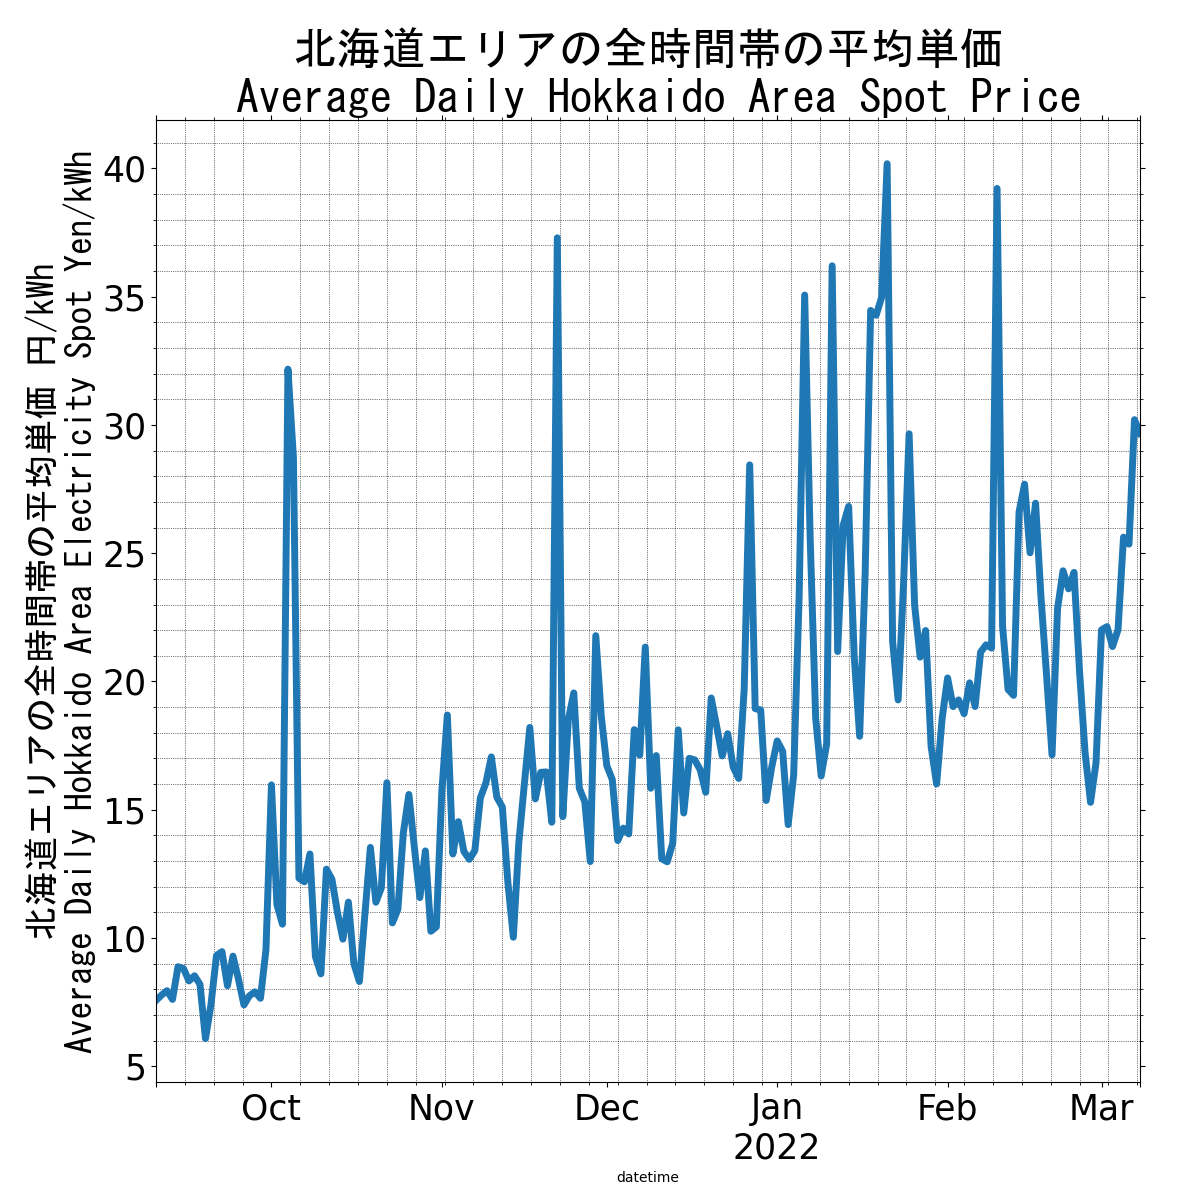 北海道エリアの全時間帯の平均単価
Average Daily Hokkaido Area Spot Price
北海道エリアの全時間帯の平均単価 円/kWh
Average Daily Hokkaido Area Electricity Spot Yen/kWh
40
35
30
25
20
15
10
5
Oct
Nov
Dec
Jan
2022
Feb
Mar
datetime